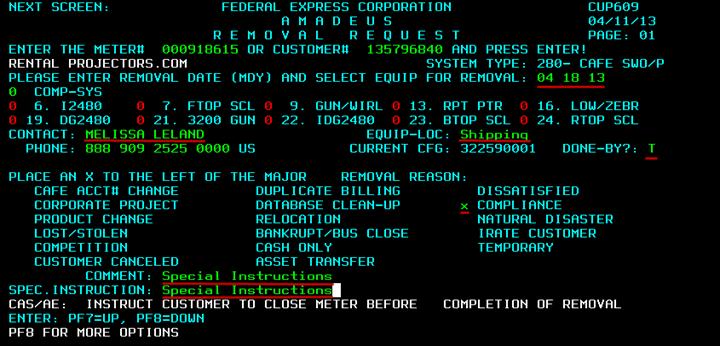 NEXT SCREEN: FEDERAL EXPRESS CORPORATION CUP609
A M A D E U S 04/11/13
R E M O V A L R E Q U E S T PAGE: 01
ENTER THE METER# 000918615 OR CUSTOMER# 135796840 AND PRESS ENTER!
RENTAL PROJECTORS.COM SYSTEM TYPE: 280- CAFE SWO/P
PLEASE ENTER REMOVAL DATE (MDY) AND SELECT EQUIP FOR REMOVAL: 04 18 13
0 COMP-SYS
0 6. I2480 0 7. FTOP SCL 0 9. GUN/WIRL 0 13. RPT PTR 0 16. LOW/ZEBR
0 19. DG2480 0 21. 3200 GUN 0 22. IDG2480 0 23. BTOP SCL 0 24. RTOP SCL
CONTACT: MELISSA LELAND EQUIP-LOC: Shipping
PHONE: 888 909 2525 0000 US CURRENT CFG: 322590001 DONE-BY?: T
PLACE AN X TO THE LEFT OF THE MAJOR REMOVAL REASON:
CAFE ACCT# CHANGE DUPLICATE BILLING DISSATISFIED
CORPORATE PROJECT DATABASE CLEAN-UP x COMPLIANCE
PRODUCT CHANGE RELOCATION NATURAL DISASTER
LOST/STOLEN BANKRUPT/BUS CLOSE IRATE CUSTOMER
COMPETITION CASH ONLY TEMPORARY
CUSTOMER CANCELED ASSET TRANSFER
COMMENT: Special Instructions
SPEC.INSTRUCTION: Special Instructions
CAS/AE: INSTRUCT CUSTOMER TO CLOSE METER BEFORE COMPLETION OF REMOVAL
ENTER: PF7=UP, PF8=DOWN
PF8 FOR MORE OPTIONS